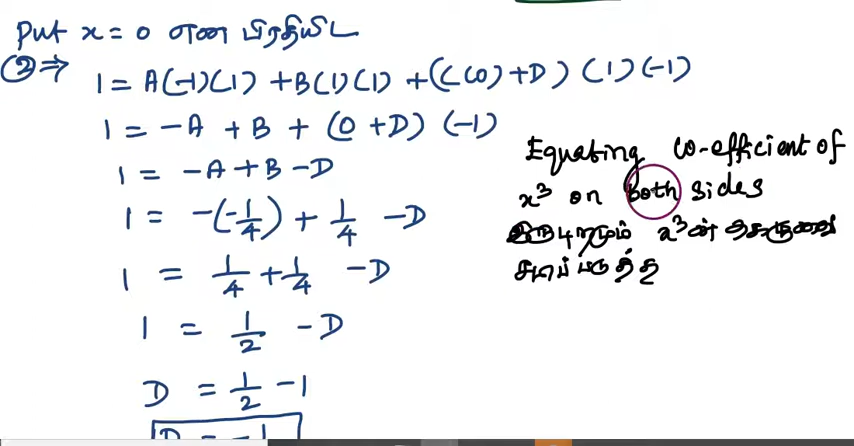 Put x = 0 என பிரதியிட
②⇒ 1 = A(-1)(1) + B(1)(1) + (C(0)+D) (1)(-1)
1 = -A + B + (0+D) (-1)
1 = -A + B - D
1 = -(-1/4) + 1/4 - D
1 = 1/4 + 1/4 - D
1 = 1/2 - D
D = 1/2 - 1
D = -1
Equating co-efficient of
x³ on both sides
இருபுறமும் x³ன்
சமப்படுத்த